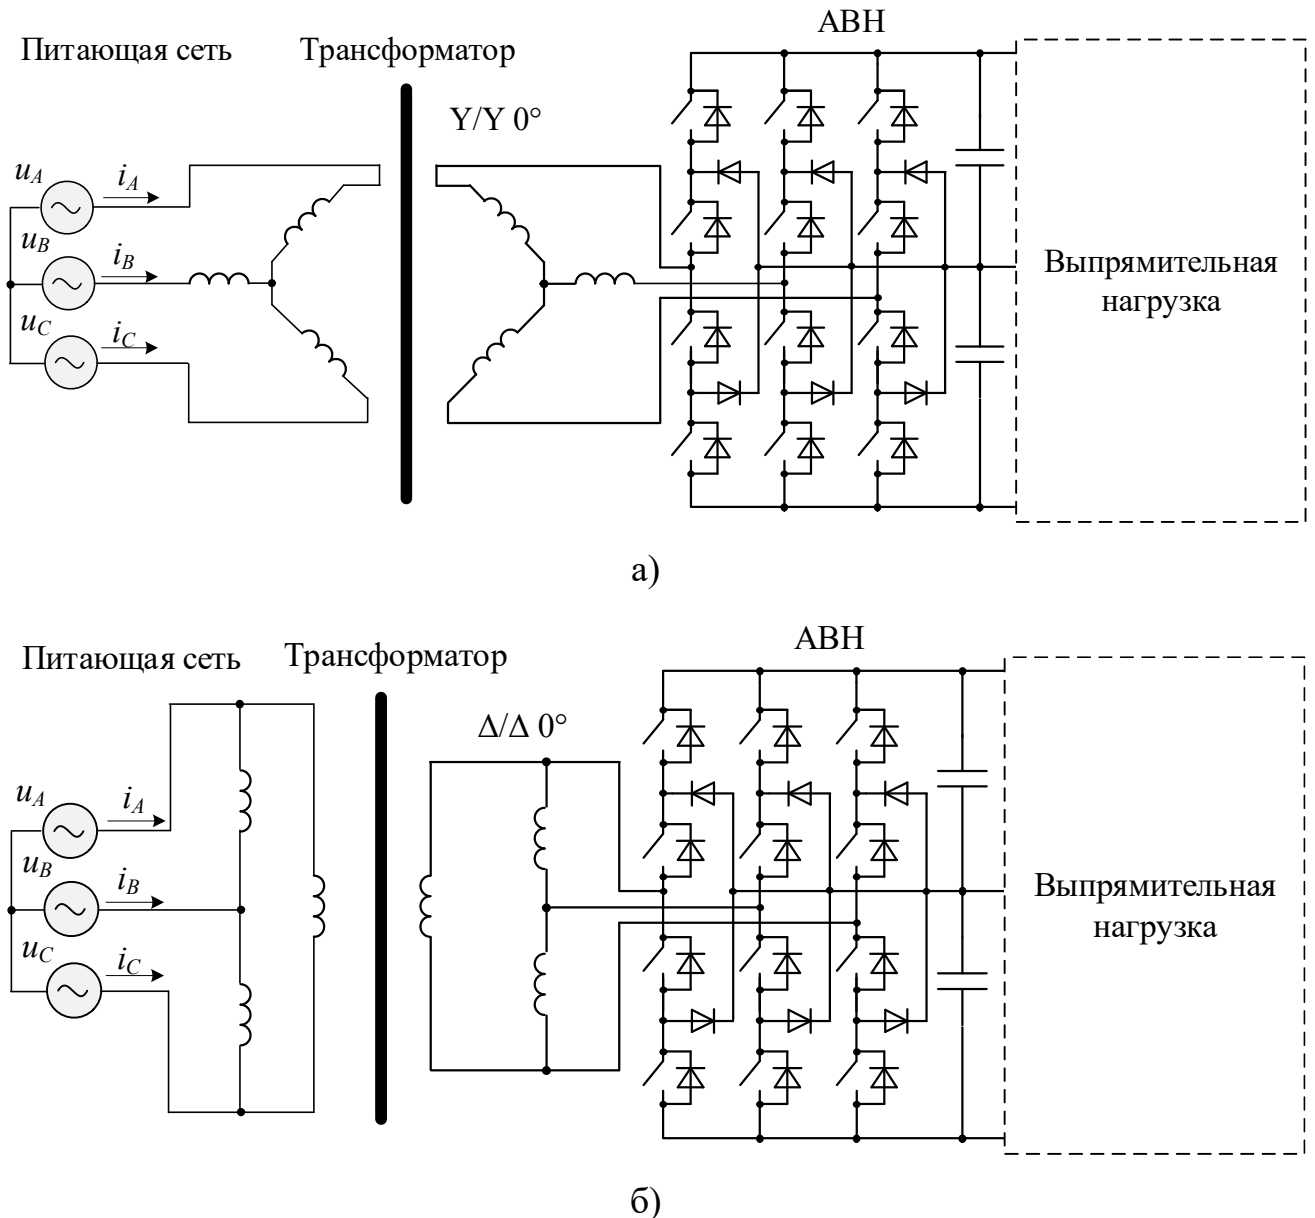 АВН
Питающая сеть
Трансформатор
Y/Y 0°
u_A
i_A
u_B
i_B
u_C
i_C
Выпрямительная
нагрузка
а)
АВН
Питающая сеть
Трансформатор
Δ/Δ 0°
u_A
i_A
u_B
i_B
u_C
i_C
Выпрямительная
нагрузка
б)